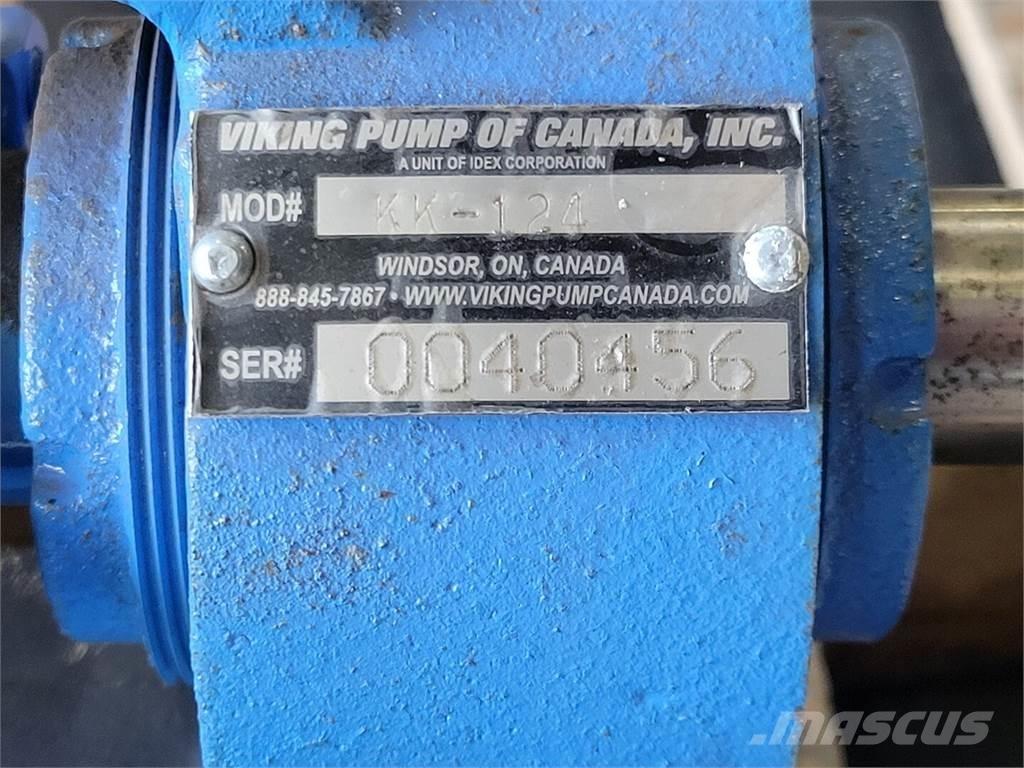 VIKING PUMP OF CANADA, INC.
A UNIT OF IDEX CORPORATION
MOD# KK-124
WINDSOR, ON, CANADA
888-845-7867 • WWW.VIKINGPUMPCANADA.COM
SER# 0040456
MASCUS